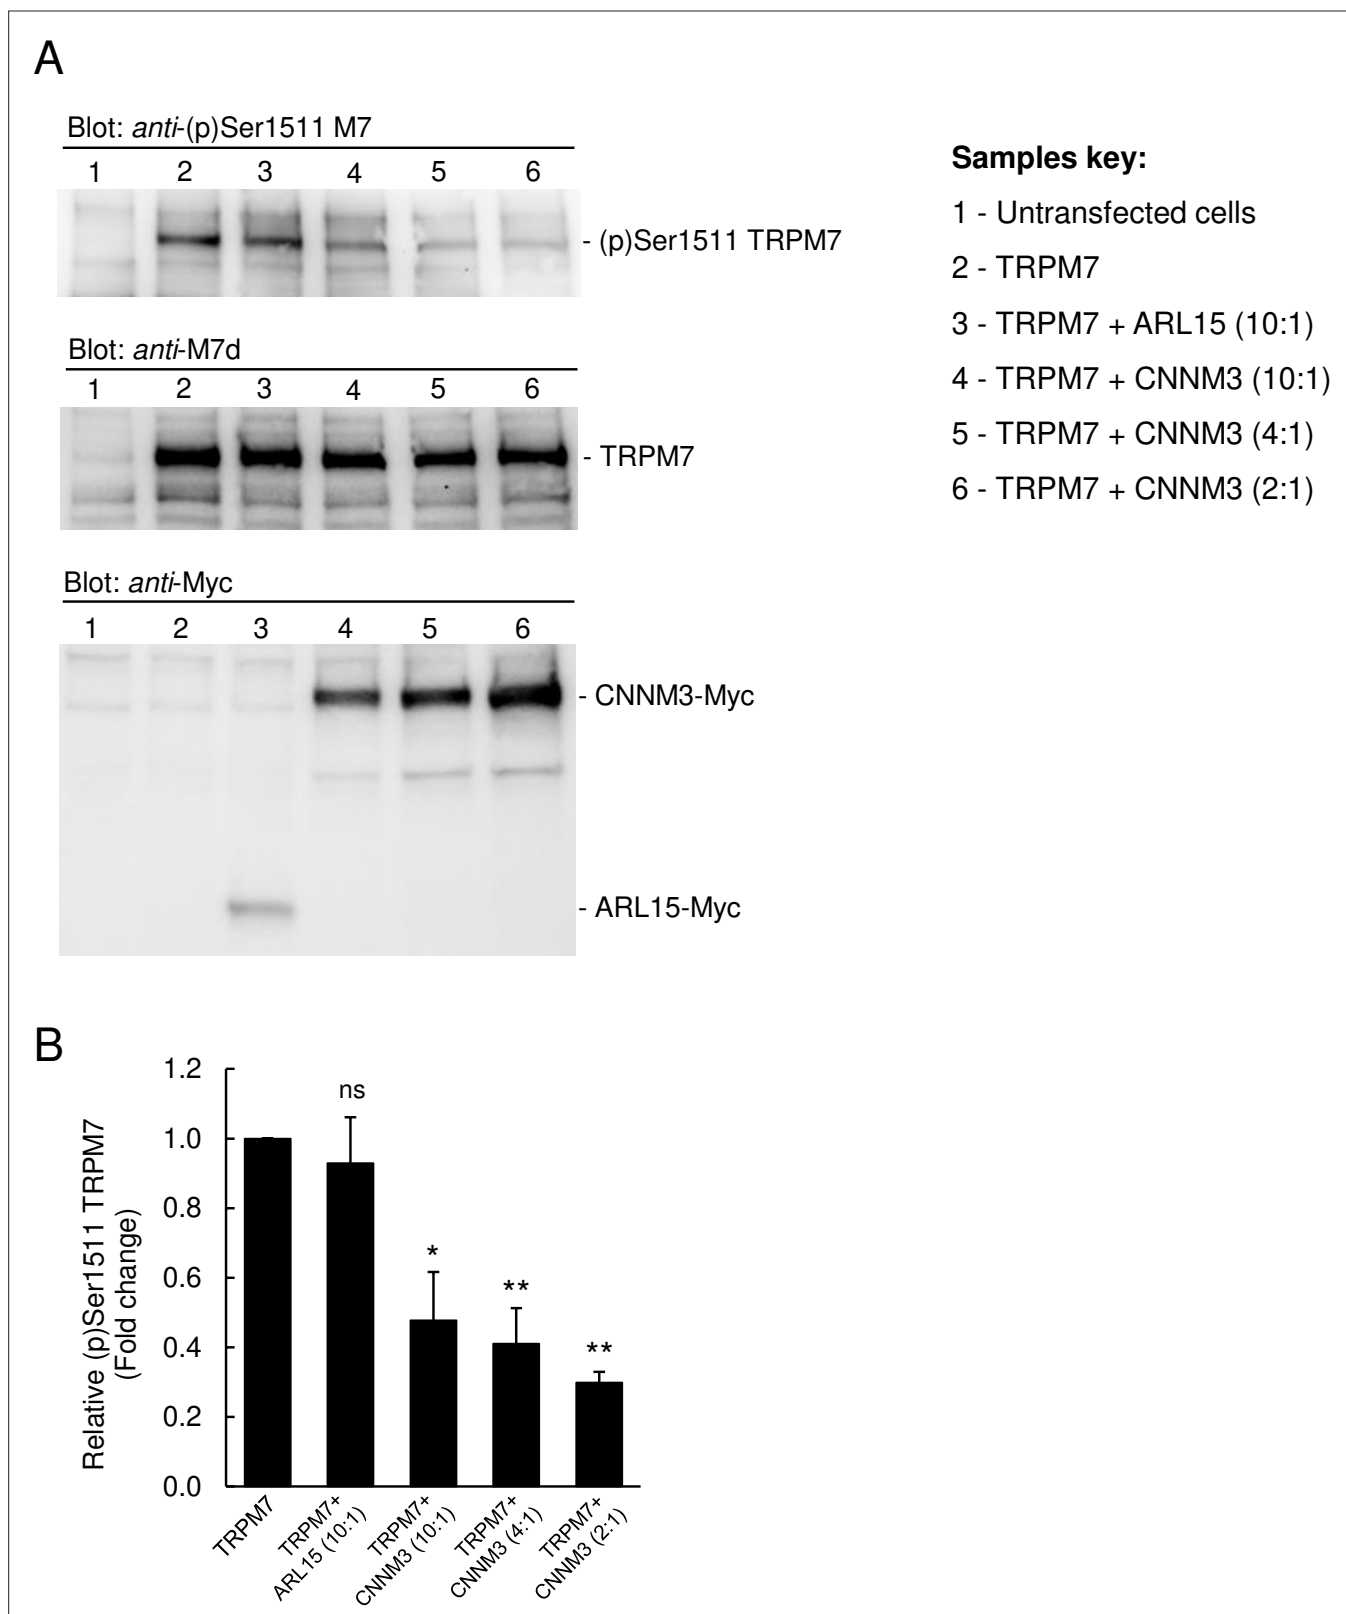 A
Blot: anti-(p)Ser1511 M7
1 2 3 4 5 6
- (p)Ser1511 TRPM7
Blot: anti-M7d
1 2 3 4 5 6
- TRPM7
Blot: anti-Myc
1 2 3 4 5 6
- CNNM3-Myc
- ARL15-Myc
Samples key:
1 - Untransfected cells
2 - TRPM7
3 - TRPM7 + ARL15 (10:1)
4 - TRPM7 + CNNM3 (10:1)
5 - TRPM7 + CNNM3 (4:1)
6 - TRPM7 + CNNM3 (2:1)
B
Relative (p)Ser1511 TRPM7
(Fold change)
1.2
1.0
0.8
0.6
0.4
0.2
0.0
ns
*
**
**
TRPM7
TRPM7+
ARL15 (10:1)
TRPM7+
CNNM3 (10:1)
TRPM7+
CNNM3 (4:1)
TRPM7+
CNNM3 (2:1)